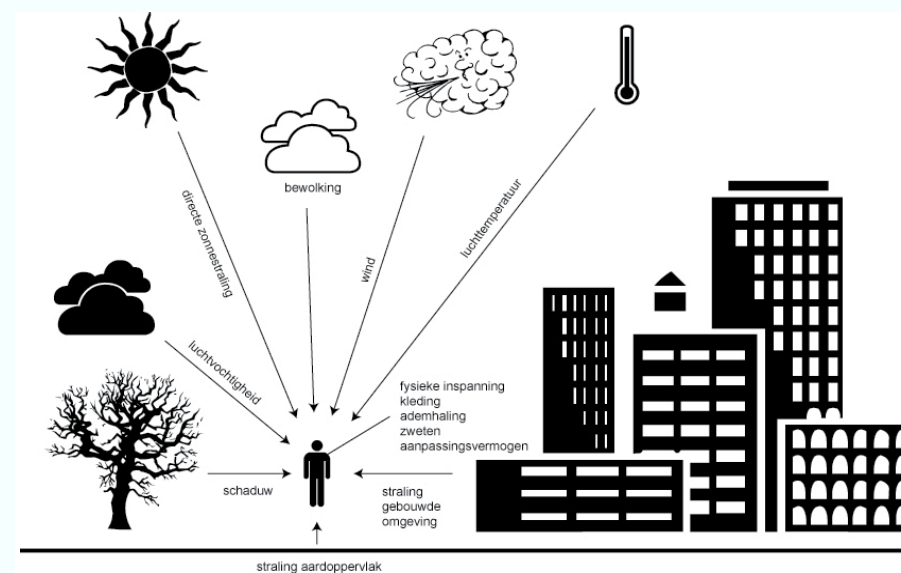 bewolking
directe zonnestraling
wind
luchttemperatuur
luchtvochtigheid
fysieke inspanning
kleding
ademhaling
zweten
aanpassingsvermogen
schaduw
straling
gebouwde
omgeving
straling aardoppervlak